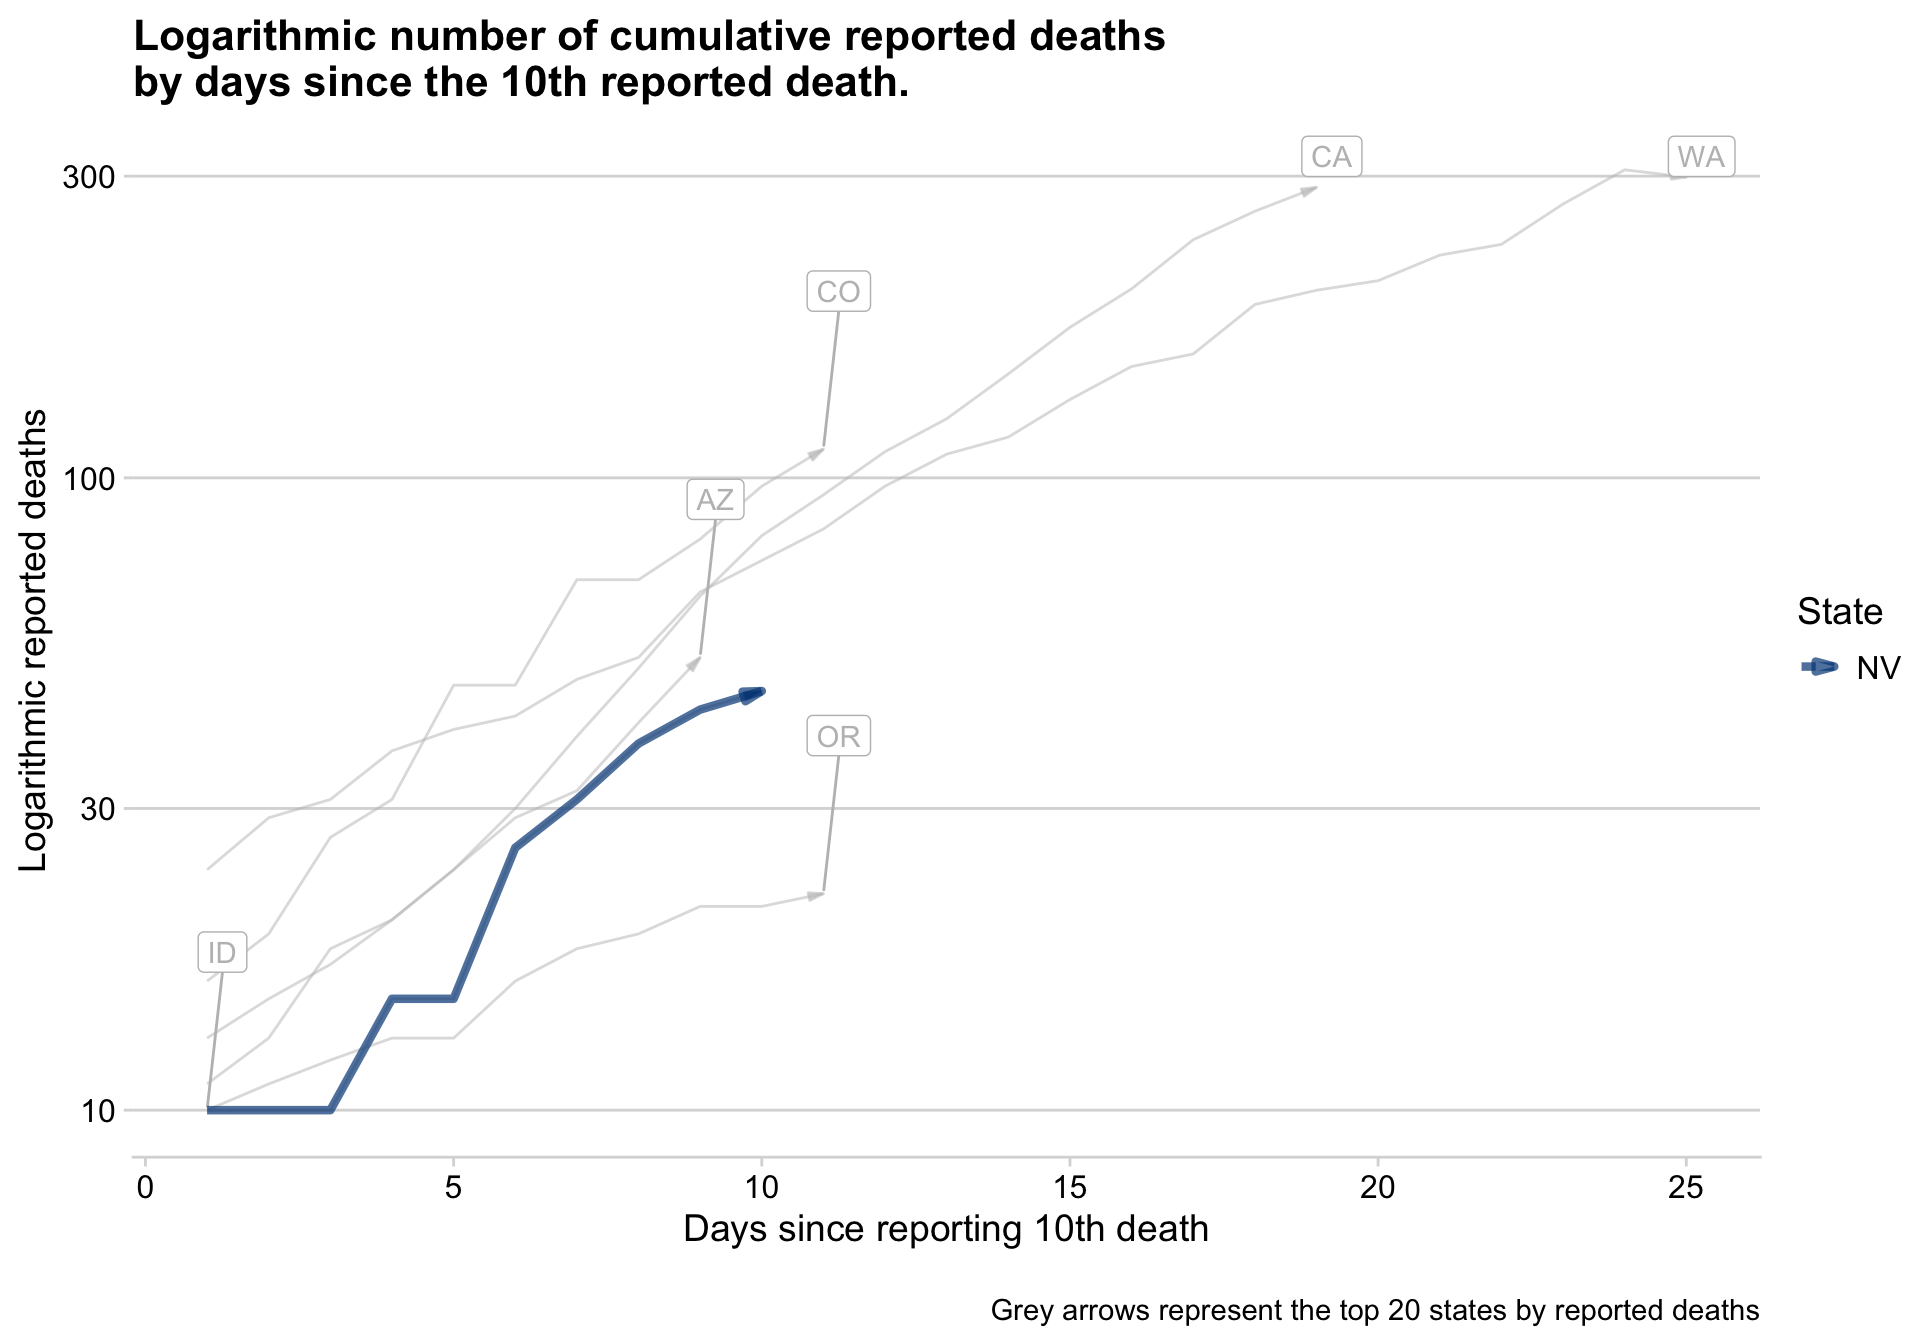 Logarithmic number of cumulative reported deaths
by days since the 10th reported death.
CA
WA
300
CO
100
AZ
OR
30
ID
10
Logarithmic reported deaths
State
NV
0 5 10 15 20 25
Days since reporting 10th death
Grey arrows represent the top 20 states by reported deaths